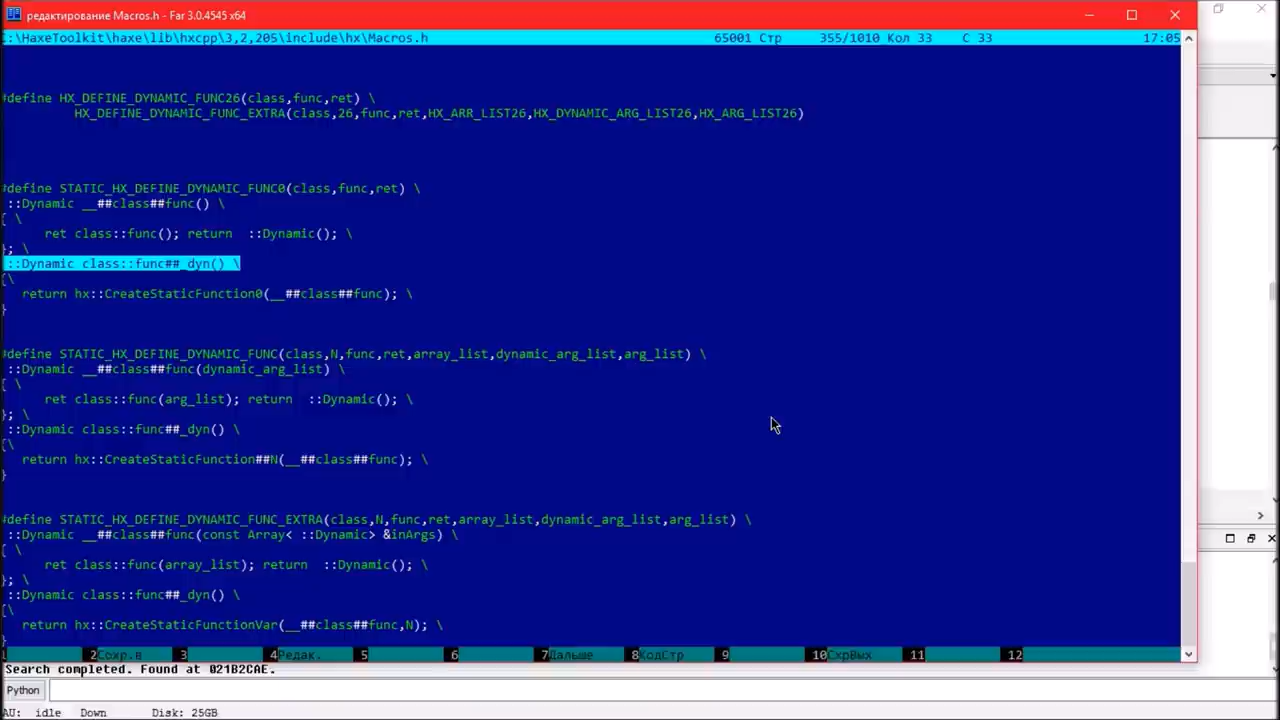 редактирование Macros.h - Far 3.0.4545 x64
:\HaxeToolkit\haxe\lib\hxcpp\3,2,205\include\hx\Macros.h 65001 Стр 355/1010 Кол 33 С 33 17:05
#define HX_DEFINE_DYNAMIC_FUNC26(class,func,ret) \
HX_DEFINE_DYNAMIC_FUNC_EXTRA(class,26,func,ret,HX_ARR_LIST26,HX_DYNAMIC_ARG_LIST26,HX_ARG_LIST26)
#define STATIC_HX_DEFINE_DYNAMIC_FUNC0(class,func,ret) \
::Dynamic __##class##func() \
{ \
ret class::func(); return ::Dynamic(); \
}; \
::Dynamic class::func##_dyn() \
{\
return hx::CreateStaticFunction0(__##class##func); \
}
#define STATIC_HX_DEFINE_DYNAMIC_FUNC(class,N,func,ret,array_list,dynamic_arg_list,arg_list) \
::Dynamic __##class##func(dynamic_arg_list) \
{ \
ret class::func(arg_list); return ::Dynamic(); \
}; \
::Dynamic class::func##_dyn() \
{\
return hx::CreateStaticFunction##N(__##class##func); \
}
#define STATIC_HX_DEFINE_DYNAMIC_FUNC_EXTRA(class,N,func,ret,array_list,dynamic_arg_list,arg_list) \
::Dynamic __##class##func(const Array< ::Dynamic> &inArgs) \
{ \
ret class::func(array_list); return ::Dynamic(); \
}; \
::Dynamic class::func##_dyn() \
{\
return hx::CreateStaticFunctionVar(__##class##func,N); \
}
1 2Сохр.в 3 4Редак. 5 6 7Дальше 8КодСтр 9 10СкрВых 11 12
Search completed. Found at 021B2CAE.
Python
AU: idle Down Disk: 25GB